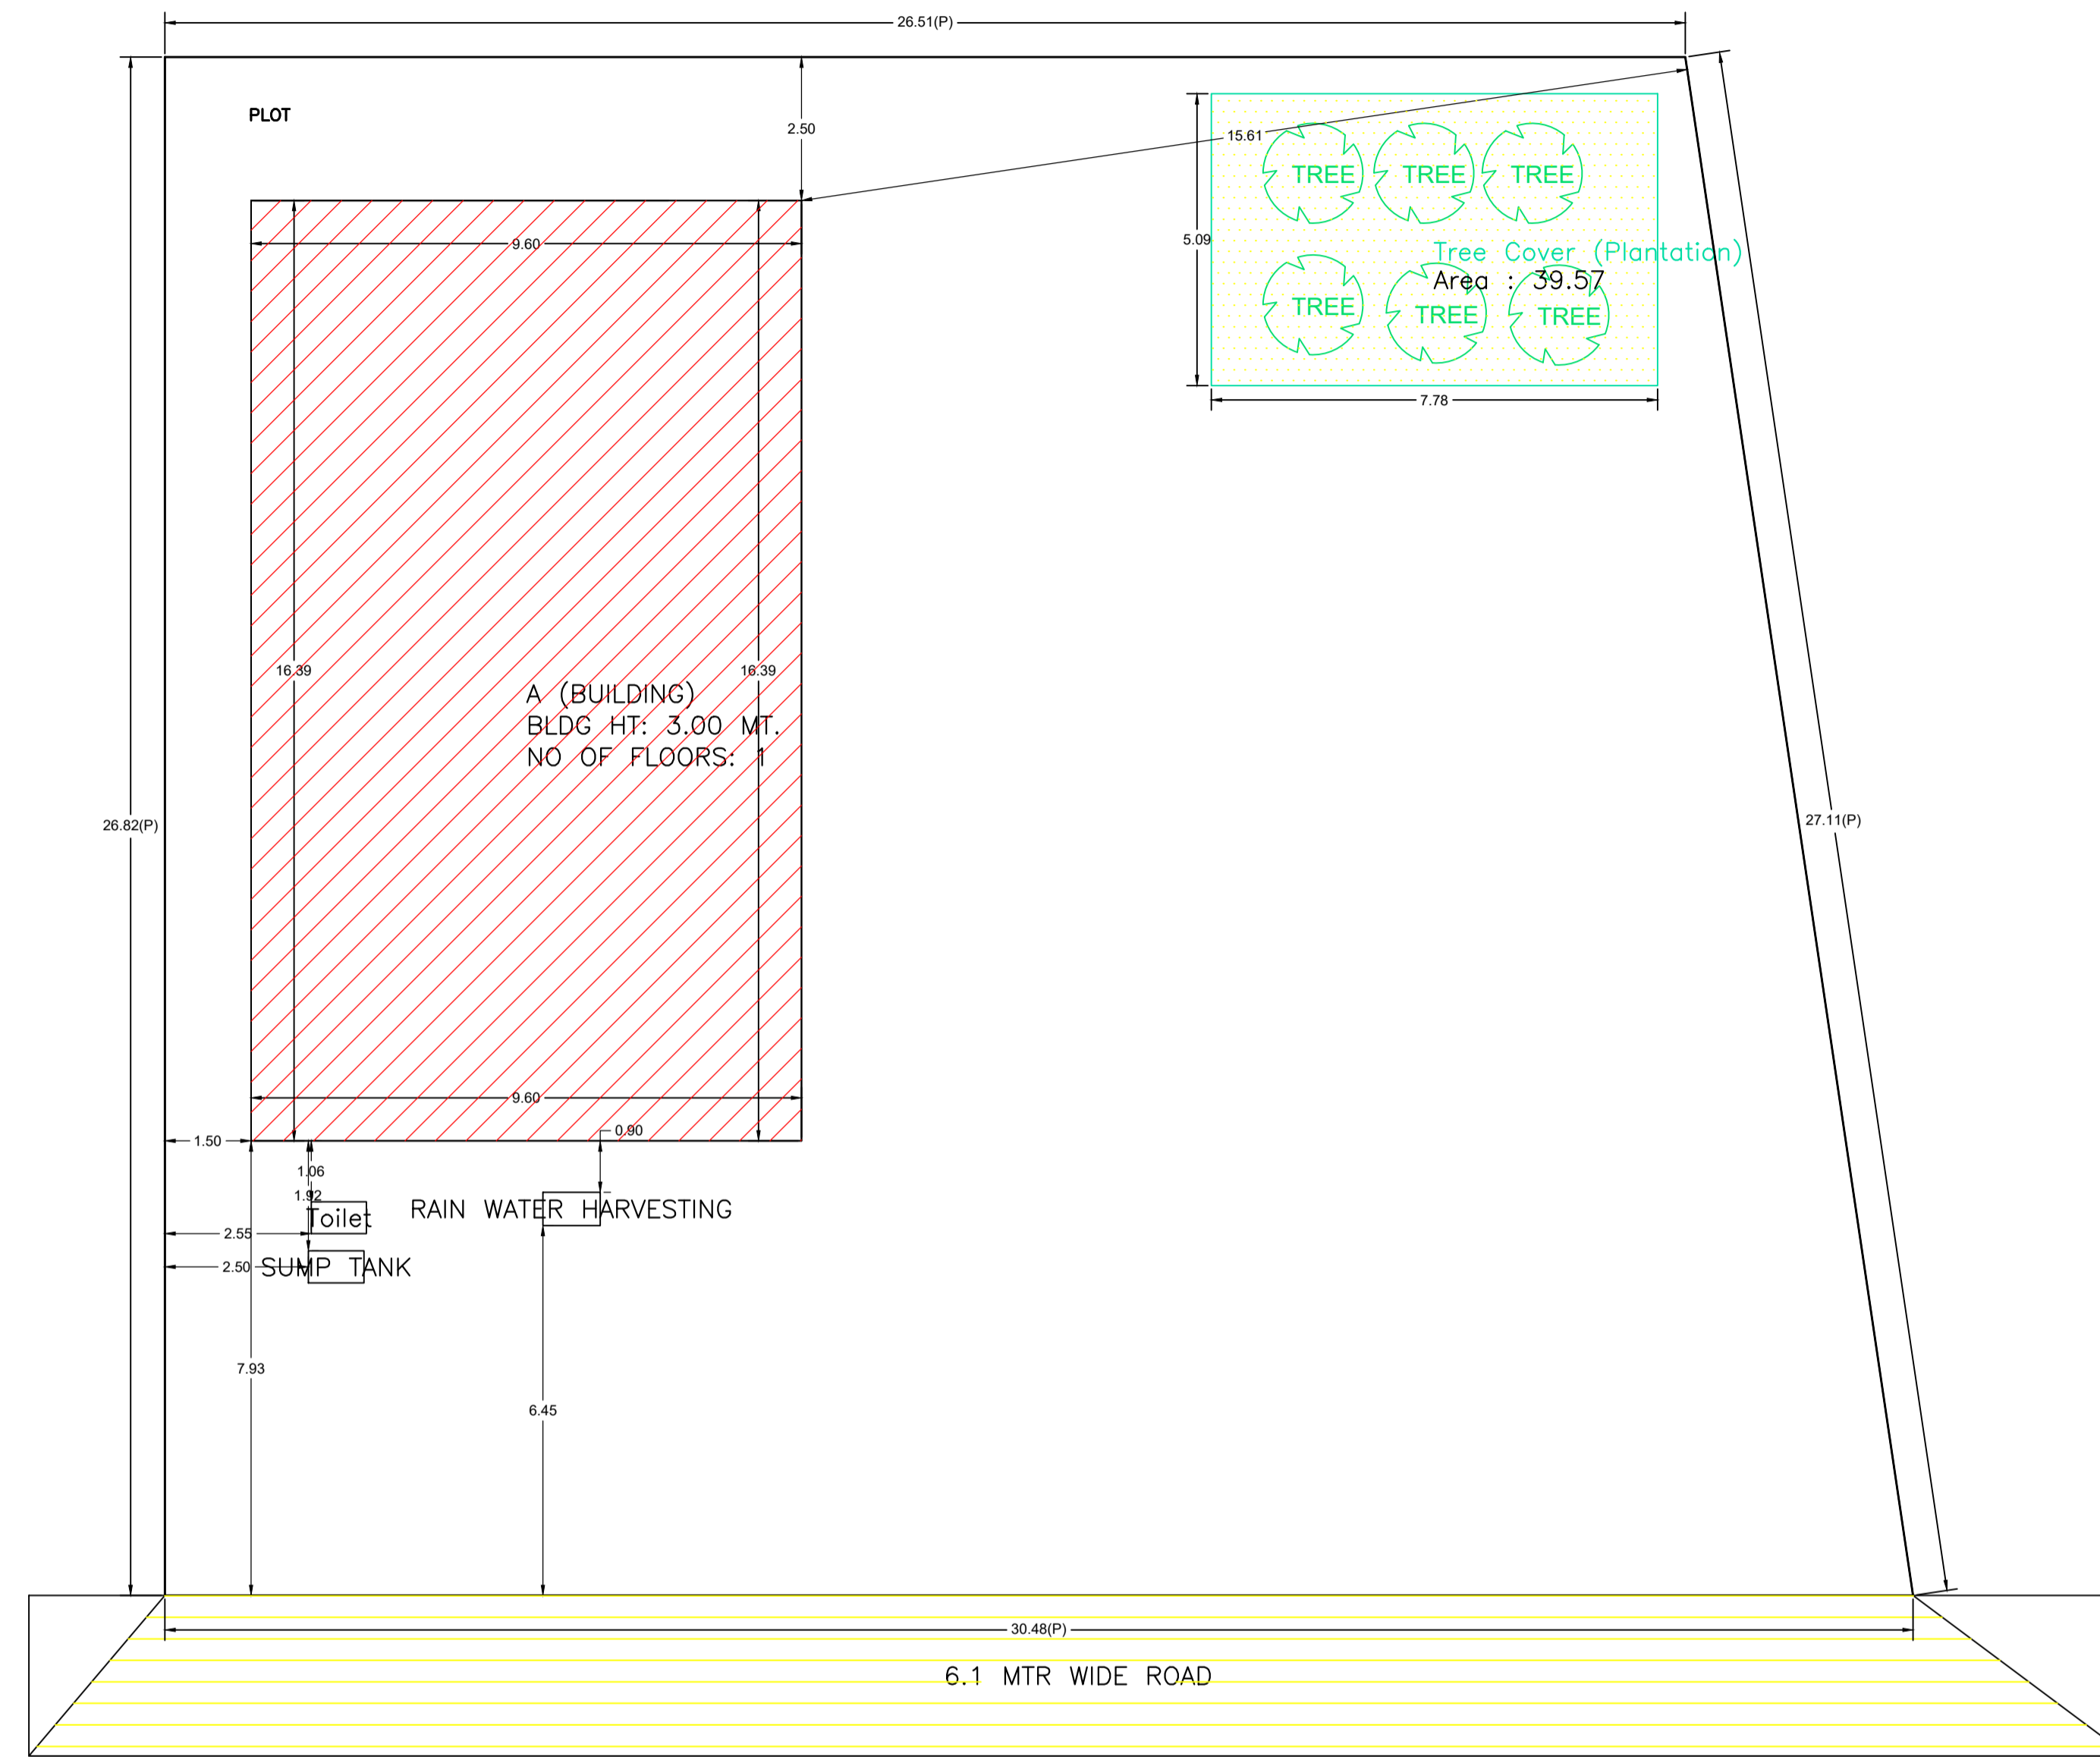 26.51(P)
PLOT
2.50
15.61
TREE TREE TREE
9.60
5.09
Tree Cover (Plantation)
Area : 39.57
TREE TREE TREE
7.78
16.39
16.39
A (BUILDING)
BLDG HT: 3.00 MT.
NO OF FLOORS: 1
26.82(P)
27.11(P)
9.60
0.90
1.50
1.06
1.92
Toilet
RAIN WATER HARVESTING
2.55
2.50
SUMP TANK
7.93
6.45
30.48(P)
6.1 MTR WIDE ROAD